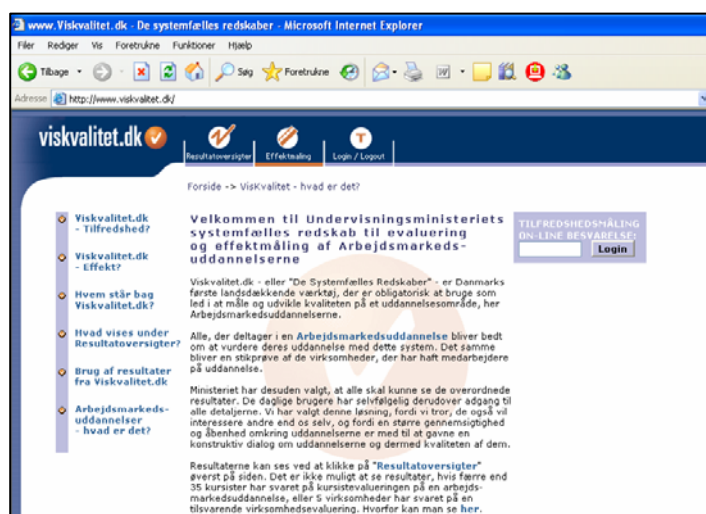 www.Viskvalitet.dk - De systemfælles redskaber - Microsoft Internet Explorer
Filer Rediger Vis Foretrukne Funktioner Hjælp
Tilbage Søg Foretrukne
Adresse http://www.viskvalitet.dk/
viskvalitet.dk
Resultatoversigter Effektmåling Login / Logout
Forside -> VisKvalitet - hvad er det?
Viskvalitet.dk
- Tilfredshed?
Viskvalitet.dk
- Effekt?
Hvem står bag
Viskvalitet.dk?
Hvad vises under
Resultatoversigter?
Brug af resultater
fra Viskvalitet.dk
Arbejdsmarkeds-
uddannelser
- hvad er det?
Velkommen til Undervisningsministeriets
systemfælles redskab til evaluering
og effektmåling af Arbejdsmarkeds-
uddannelserne
Viskvalitet.dk - eller "De Systemfælles Redskaber" - er Danmarks
første landsdækkende værktøj, der er obligatorisk at bruge som
led i at måle og udvikle kvaliteten på et uddannelsesområde, her
Arbejdsmarkedsuddannelserne.
Alle, der deltager i en Arbejdsmarkedsuddannelse bliver bedt
om at vurdere deres uddannelse med dette system. Det samme
bliver en stikprøve af de virksomheder, der har haft medarbejdere
på uddannelse.
Ministeriet har desuden valgt, at alle skal kunne se de overordnede
resultater. De daglige brugere har selvfølgelig derudover adgang til
alle detaljerne. Vi har valgt denne løsning, fordi vi tror, de også vil
interessere andre end os selv, og fordi en større gennemsigtighed
og åbenhed omkring uddannelserne er med til at gavne en
konstruktiv dialog om uddannelserne og dermed kvaliteten af dem.
Resultaterne kan ses ved at klikke på "Resultatoversigter"
øverst på siden. Det er ikke muligt at se resultater, hvis færre end
35 kursister har svaret på kursistevalueringen på en arbejds-
markedsuddannelse, eller 5 virksomheder har svaret på en
tilsvarende virksomhedsevaluering. Hvorfor kan man se her.
TILFREDSHEDSMÅLING
ON-LINE BESVARELSE:
Login